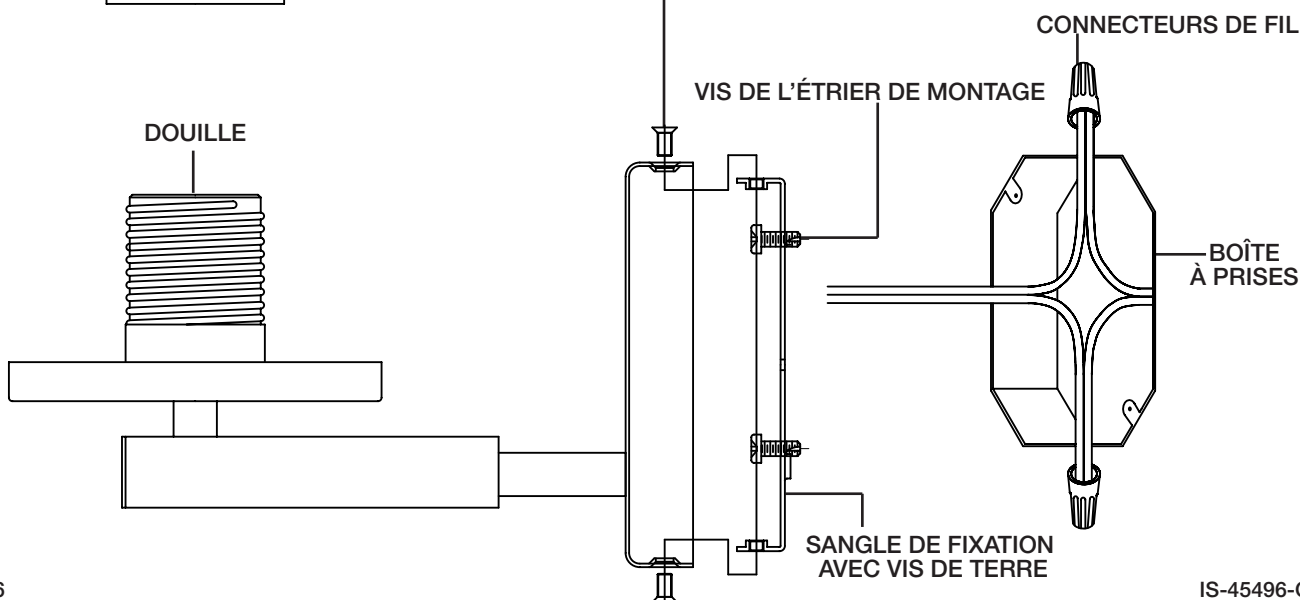 CONNECTEURS DE FIL
VIS DE L'ÉTRIER DE MONTAGE
DOUILLE
BOÎTE
À PRISES
SANGLE DE FIXATION
AVEC VIS DE TERRE
IS-45496-